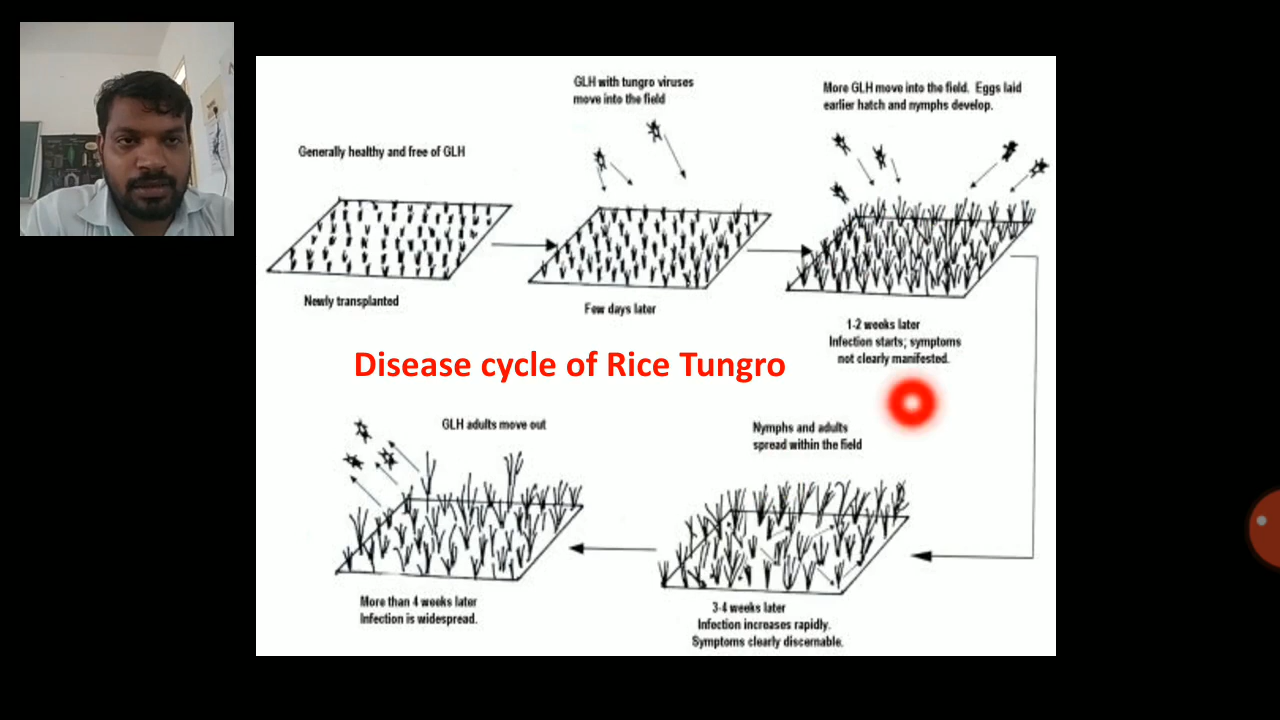 GLH with tungro viruses
move into the field
More GLH move into the field. Eggs laid
earlier hatch and nymphs develop.
Generally healthy and free of GLH
Newly transplanted
Few days later
1-2 weeks later
Infection starts; symptoms
not clearly manifested.
Disease cycle of Rice Tungro
GLH adults move out
Nymphs and adults
spread within the field
More than 4 weeks later
Infection is widespread.
3-4 weeks later
Infection increases rapidly.
Symptoms clearly discernable.